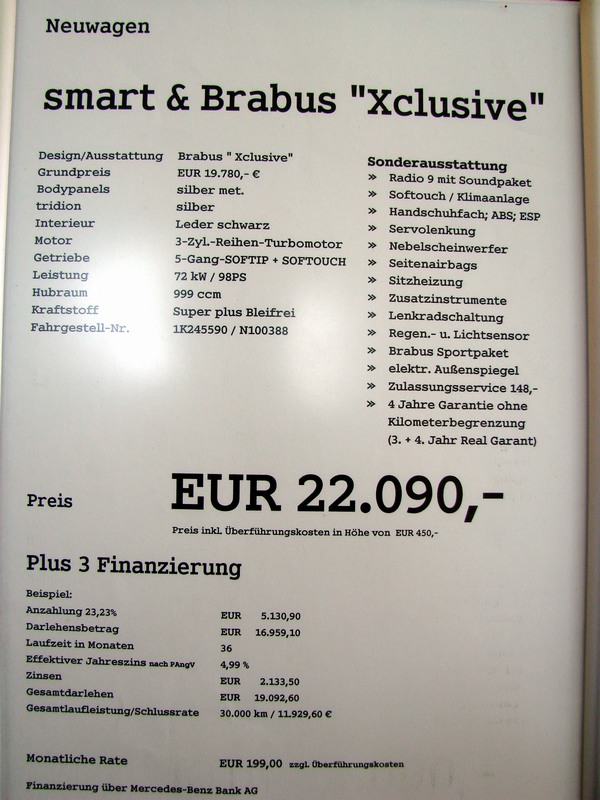 Neuwagen
smart & Brabus "Xclusive"
Design/Ausstattung Brabus " Xclusive"
Grundpreis EUR 19.780,- €
Bodypanels silber met.
tridion silber
Interieur Leder schwarz
Motor 3-Zyl.-Reihen-Turbomotor
Getriebe 5-Gang-SOFTIP + SOFTOUCH
Leistung 72 kW / 98PS
Hubraum 999 ccm
Kraftstoff Super plus Bleifrei
Fahrgestell-Nr. 1K245590 / N100388
Sonderausstattung
» Radio 9 mit Soundpaket
» Softouch / Klimaanlage
» Handschuhfach; ABS; ESP
» Servolenkung
» Nebelscheinwerfer
» Seitenairbags
» Sitzheizung
» Zusatzinstrumente
» Lenkradschaltung
» Regen.- u. Lichtsensor
» Brabus Sportpaket
» elektr. Außenspiegel
» Zulassungsservice 148,-
» 4 Jahre Garantie ohne
Kilometerbegrenzung
(3. + 4. Jahr Real Garant)
Preis EUR 22.090,-
Preis inkl. Überführungskosten in Höhe von EUR 450,-
Plus 3 Finanzierung
Beispiel:
Anzahlung 23,23% EUR 5.130,90
Darlehensbetrag EUR 16.959,10
Laufzeit in Monaten 36
Effektiver Jahreszins nach PAngV 4,99 %
Zinsen EUR 2.133,50
Gesamtdarlehen EUR 19.092,60
Gesamtlaufleistung/Schlussrate 30.000 km / 11.929,60 €
Monatliche Rate EUR 199,00 zzgl. Überführungskosten
Finanzierung über Mercedes-Benz Bank AG